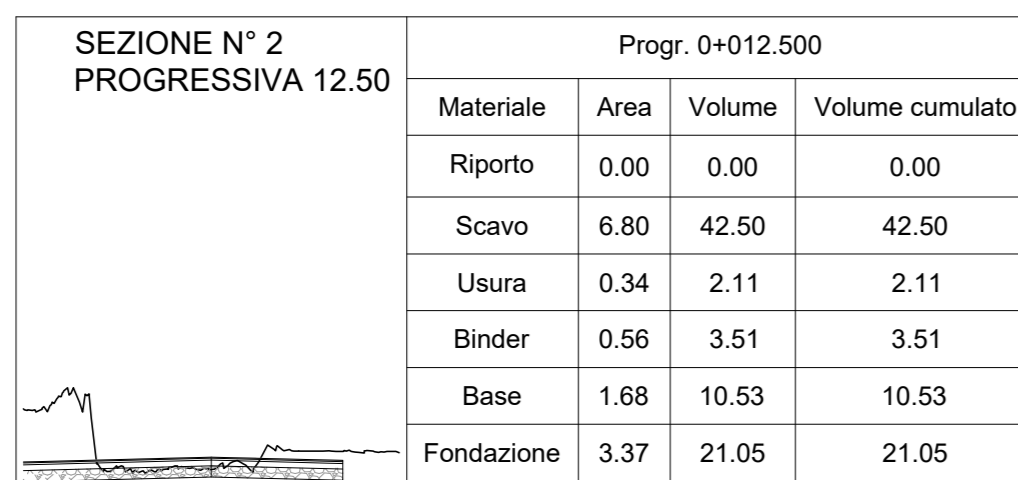 SEZIONE N° 2
PROGRESSIVA 12.50
Progr. 0+012.500
Materiale Area Volume Volume cumulato
Riporto 0.00 0.00 0.00
Scavo 6.80 42.50 42.50
Usura 0.34 2.11 2.11
Binder 0.56 3.51 3.51
Base 1.68 10.53 10.53
Fondazione 3.37 21.05 21.05